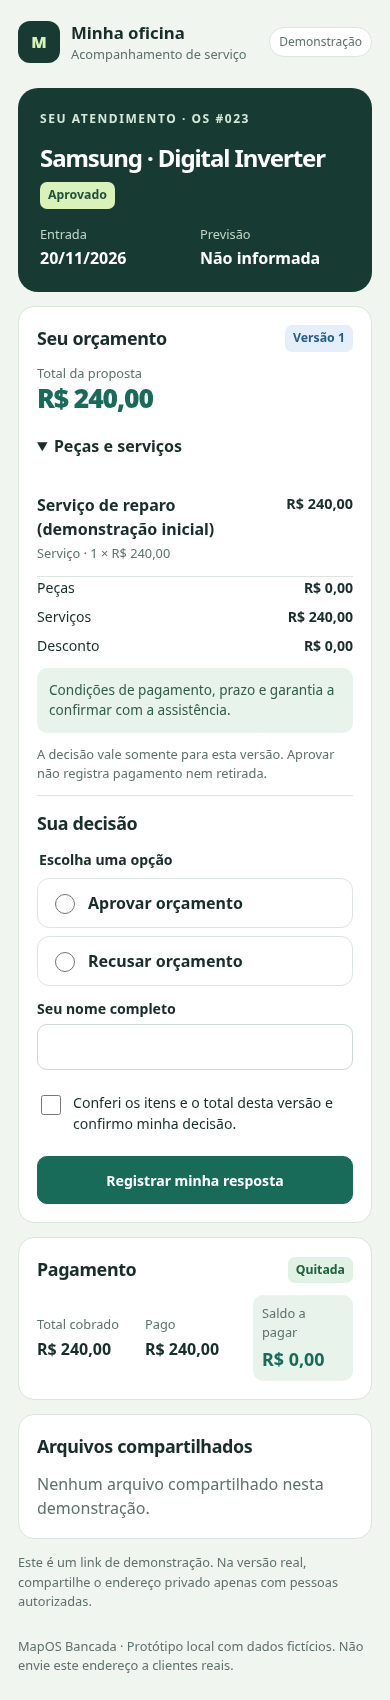 M
Minha oficina
Acompanhamento de serviço
Demonstração
SEU ATENDIMENTO · OS #023
Samsung · Digital Inverter
Aprovado
Entrada
20/11/2026
Previsão
Não informada
Seu orçamento
Versão 1
Total da proposta
R$ 240,00
▼ Peças e serviços
Serviço de reparo
(demonstração inicial)
R$ 240,00
Serviço · 1 × R$ 240,00
Peças R$ 0,00
Serviços R$ 240,00
Desconto R$ 0,00
Condições de pagamento, prazo e garantia a
confirmar com a assistência.
A decisão vale somente para esta versão. Aprovar
não registra pagamento nem retirada.
Sua decisão
Escolha uma opção
Aprovar orçamento
Recusar orçamento
Seu nome completo
Conferi os itens e o total desta versão e
confirmo minha decisão.
Registrar minha resposta
Pagamento
Quitada
Total cobrado
R$ 240,00
Pago
R$ 240,00
Saldo a
pagar
R$ 0,00
Arquivos compartilhados
Nenhum arquivo compartilhado nesta
demonstração.
Este é um link de demonstração. Na versão real,
compartilhe o endereço privado apenas com pessoas
autorizadas.
MapOS Bancada · Protótipo local com dados fictícios. Não
envie este endereço a clientes reais.